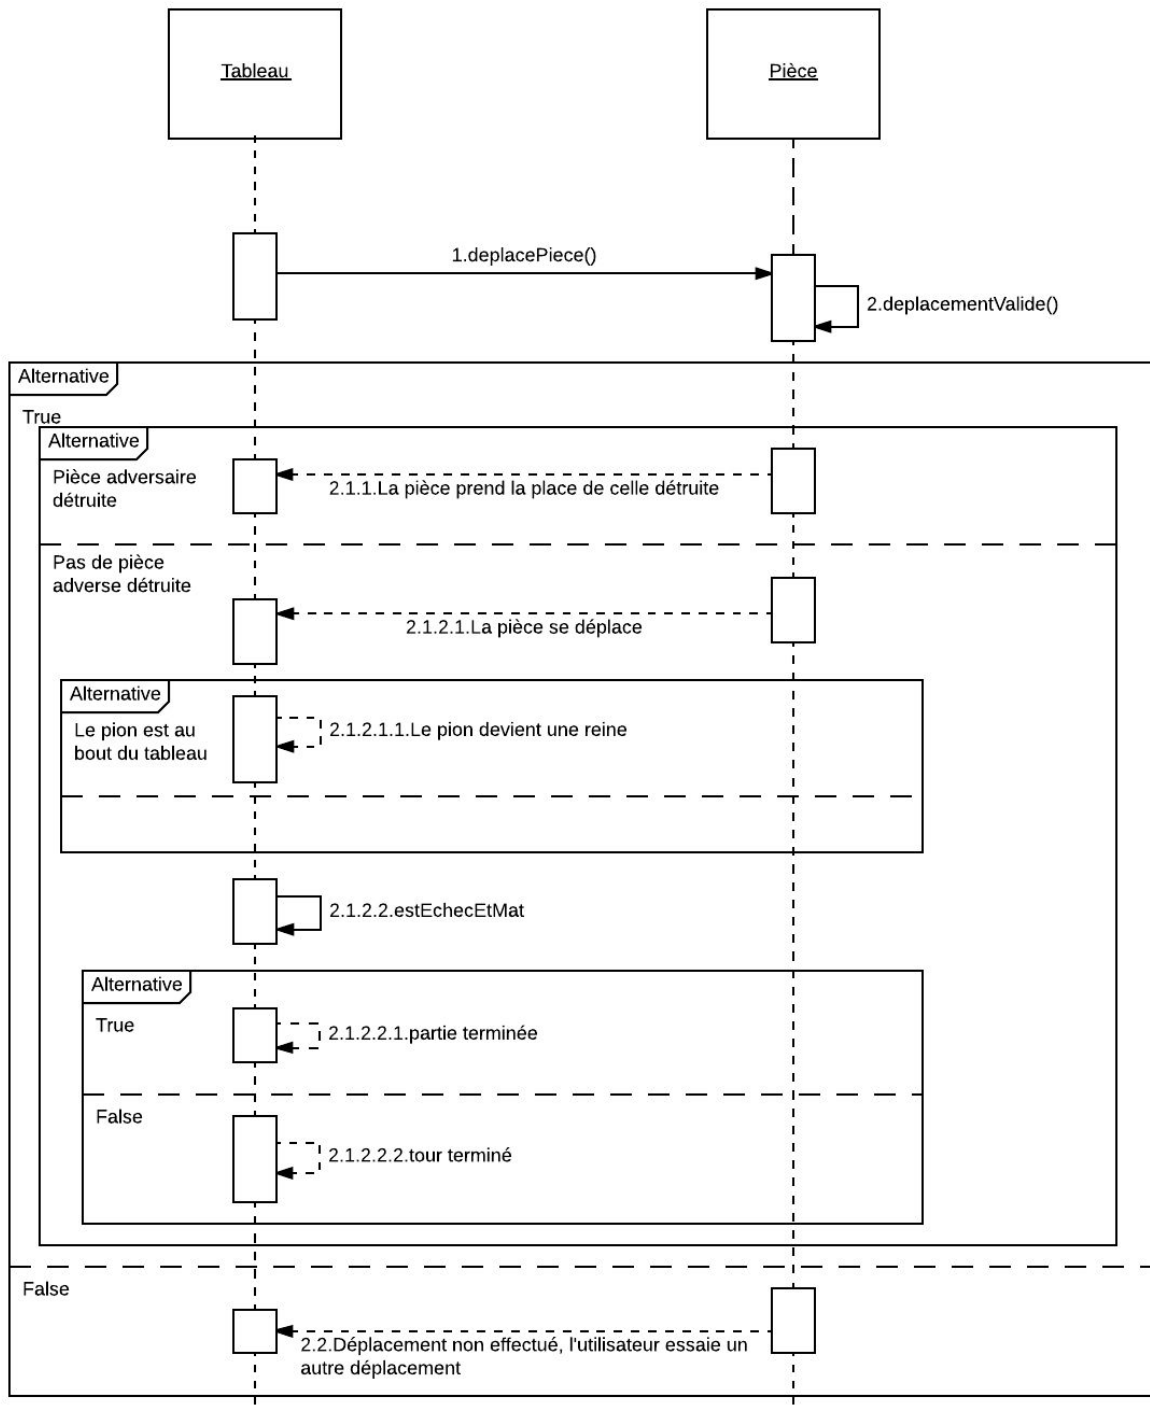 Tableau
Pièce
1.deplacePiece()
2.deplacementValide()
Alternative
True
Alternative
Pièce adversaire
détruite
2.1.1.La pièce prend la place de celle détruite
Pas de pièce
adverse détruite
2.1.2.1.La pièce se déplace
Alternative
Le pion est au
bout du tableau
2.1.2.1.1.Le pion devient une reine
2.1.2.2.estEchecEtMat
Alternative
True
2.1.2.2.1.partie terminée
False
2.1.2.2.2.tour terminé
False
2.2.Déplacement non effectué, l'utilisateur essaie un
autre déplacement